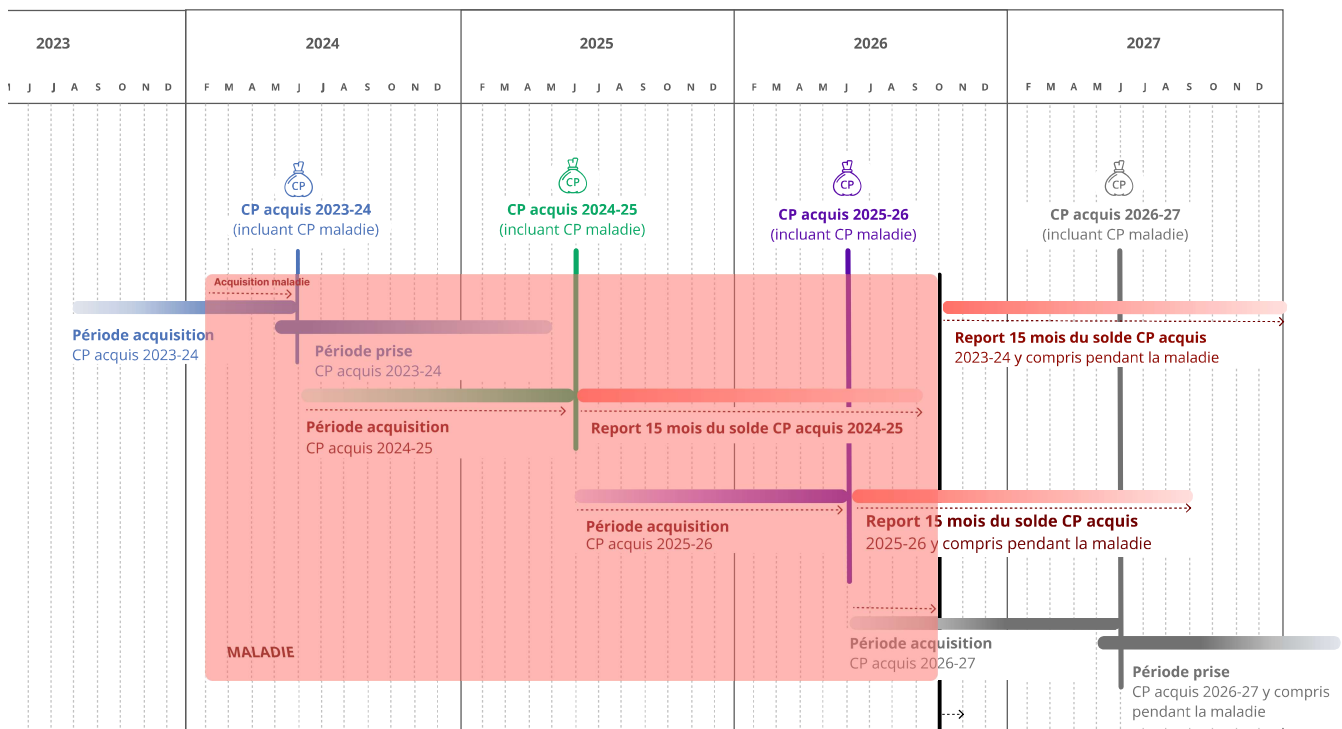 2023 2024 2025 2026 2027
J J A S O N D F M A M J J A S O N D F M A M J J A S O N D F M A M J J A S O N D F M A M J J A S O N D
CP CP CP CP
CP acquis 2023-24
(incluant CP maladie)
CP acquis 2024-25
(incluant CP maladie)
CP acquis 2025-26
(incluant CP maladie)
CP acquis 2026-27
(incluant CP maladie)
Acquisition maladie
Période acquisition
CP acquis 2023-24
Période prise
CP acquis 2023-24
Report 15 mois du solde CP acquis
2023-24 y compris pendant la maladie
Période acquisition
CP acquis 2024-25
Report 15 mois du solde CP acquis 2024-25
Période acquisition
CP acquis 2025-26
Report 15 mois du solde CP acquis
2025-26 y compris pendant la maladie
MALADIE
Période acquisition
CP acquis 2026-27
Période prise
CP acquis 2026-27 y compris
pendant la maladie